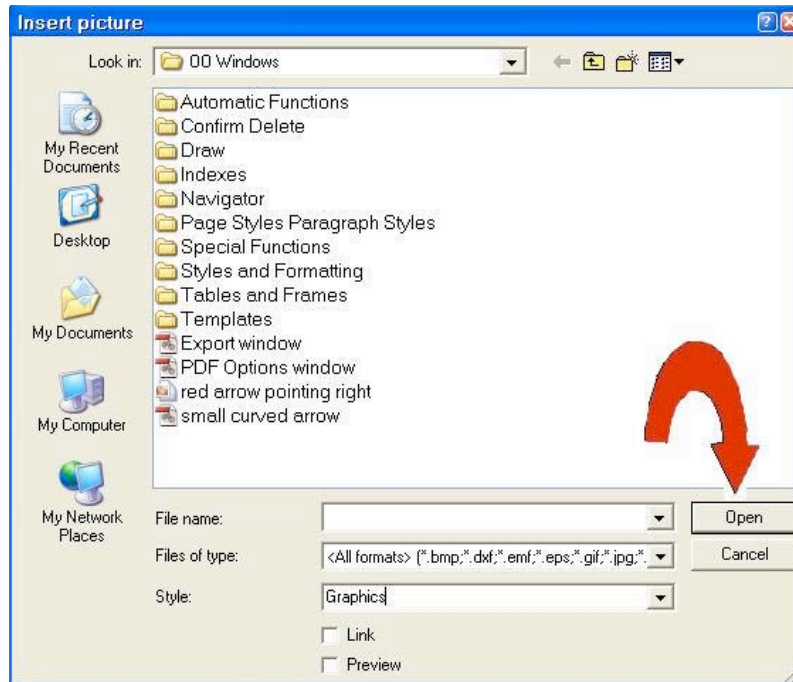 Insert picture
Look in: OO Windows
My Recent
Documents
Desktop
My Documents
My Computer
My Network
Places
Automatic Functions
Confirm Delete
Draw
Indexes
Navigator
Page Styles Paragraph Styles
Special Functions
Styles and Formatting
Tables and Frames
Templates
Export window
PDF Options window
red arrow pointing right
small curved arrow
File name: Open
Files of type: <All formats> (*.bmp;*.dxf;*.emf;*.eps;*.gif;*.jpg;*. Cancel
Style: Graphics
Link
Preview